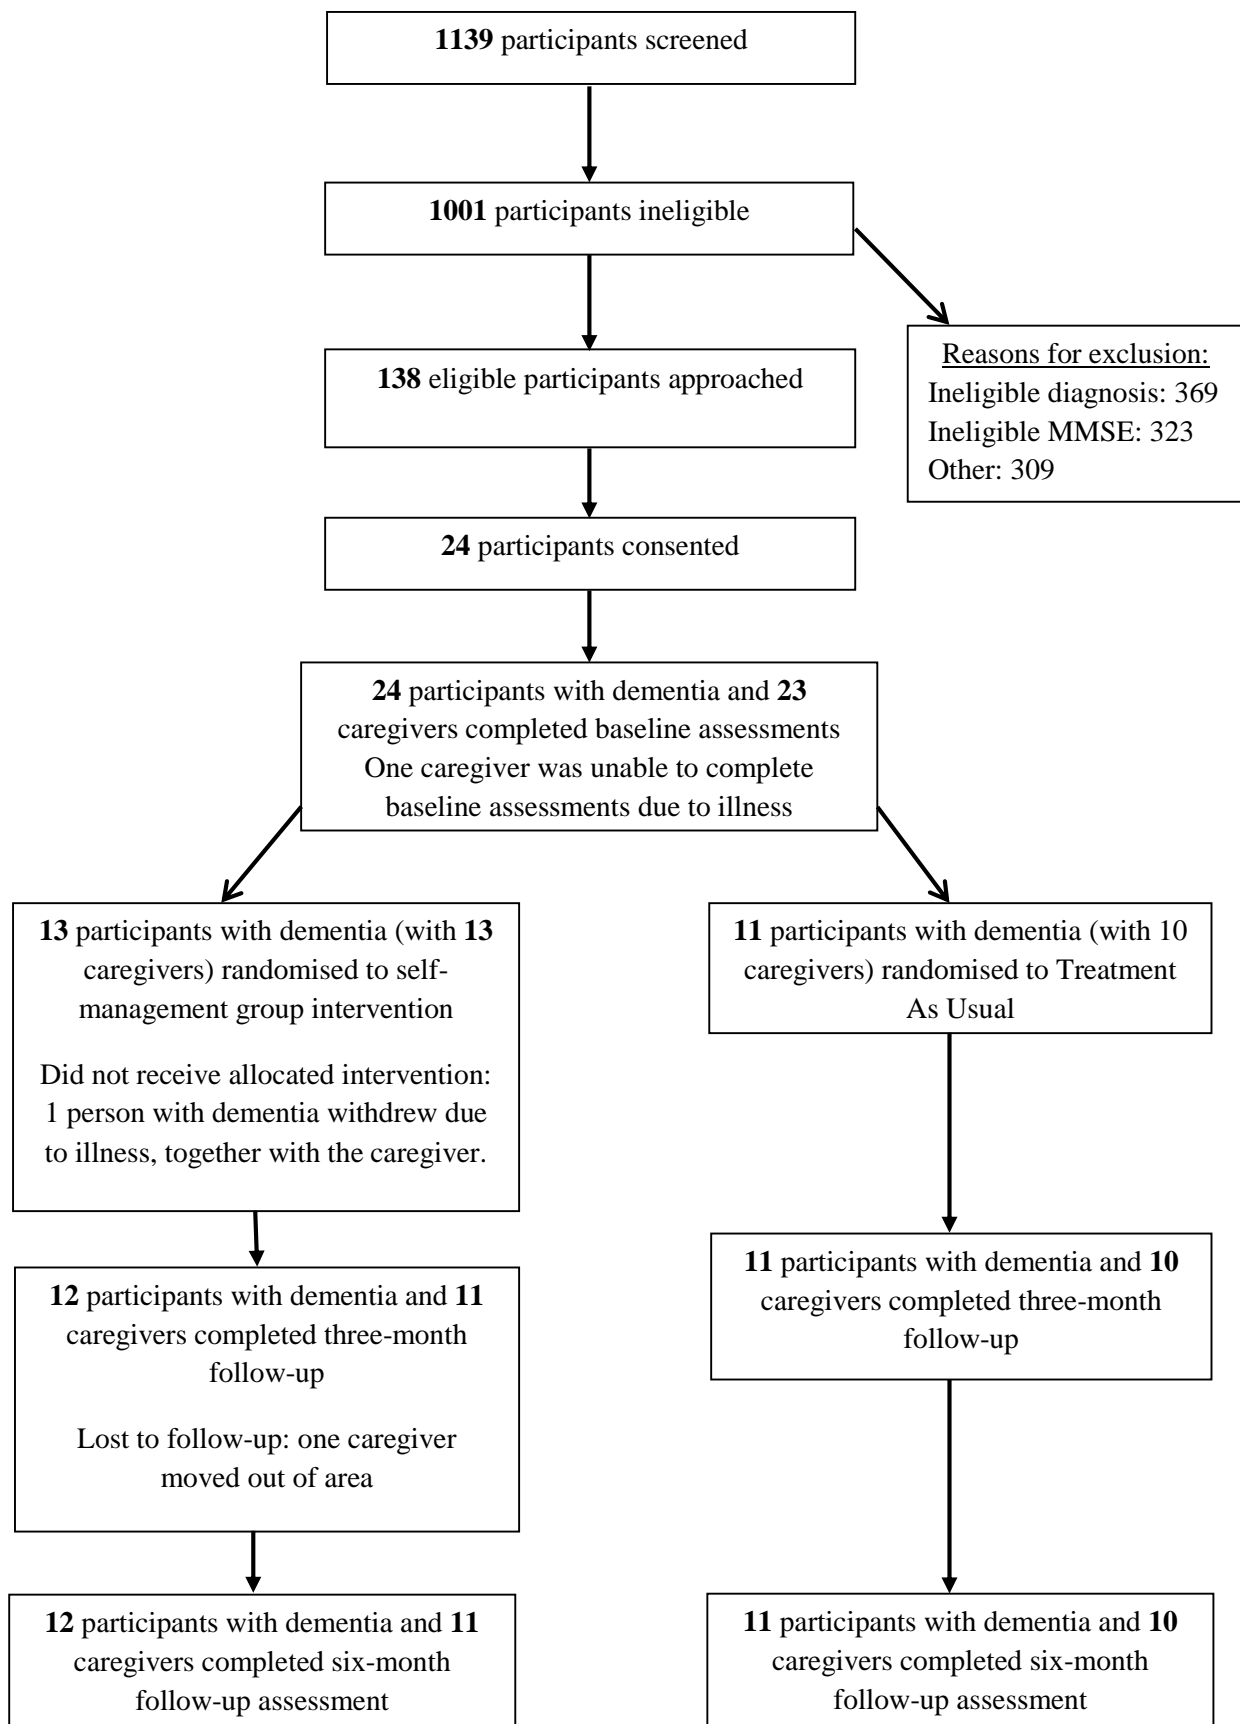 1139 participants screened
1001 participants ineligible
Reasons for exclusion:
Ineligible diagnosis: 369
Ineligible MMSE: 323
Other: 309
138 eligible participants approached
24 participants consented
24 participants with dementia and 23
caregivers completed baseline assessments
One caregiver was unable to complete
baseline assessments due to illness
13 participants with dementia (with 13
caregivers) randomised to self-
management group intervention
Did not receive allocated intervention:
1 person with dementia withdrew due
to illness, together with the caregiver.
11 participants with dementia (with 10
caregivers) randomised to Treatment
As Usual
12 participants with dementia and 11
caregivers completed three-month
follow-up
Lost to follow-up: one caregiver
moved out of area
11 participants with dementia and 10
caregivers completed three-month
follow-up
12 participants with dementia and 11
caregivers completed six-month
follow-up assessment
11 participants with dementia and 10
caregivers completed six-month
follow-up assessment